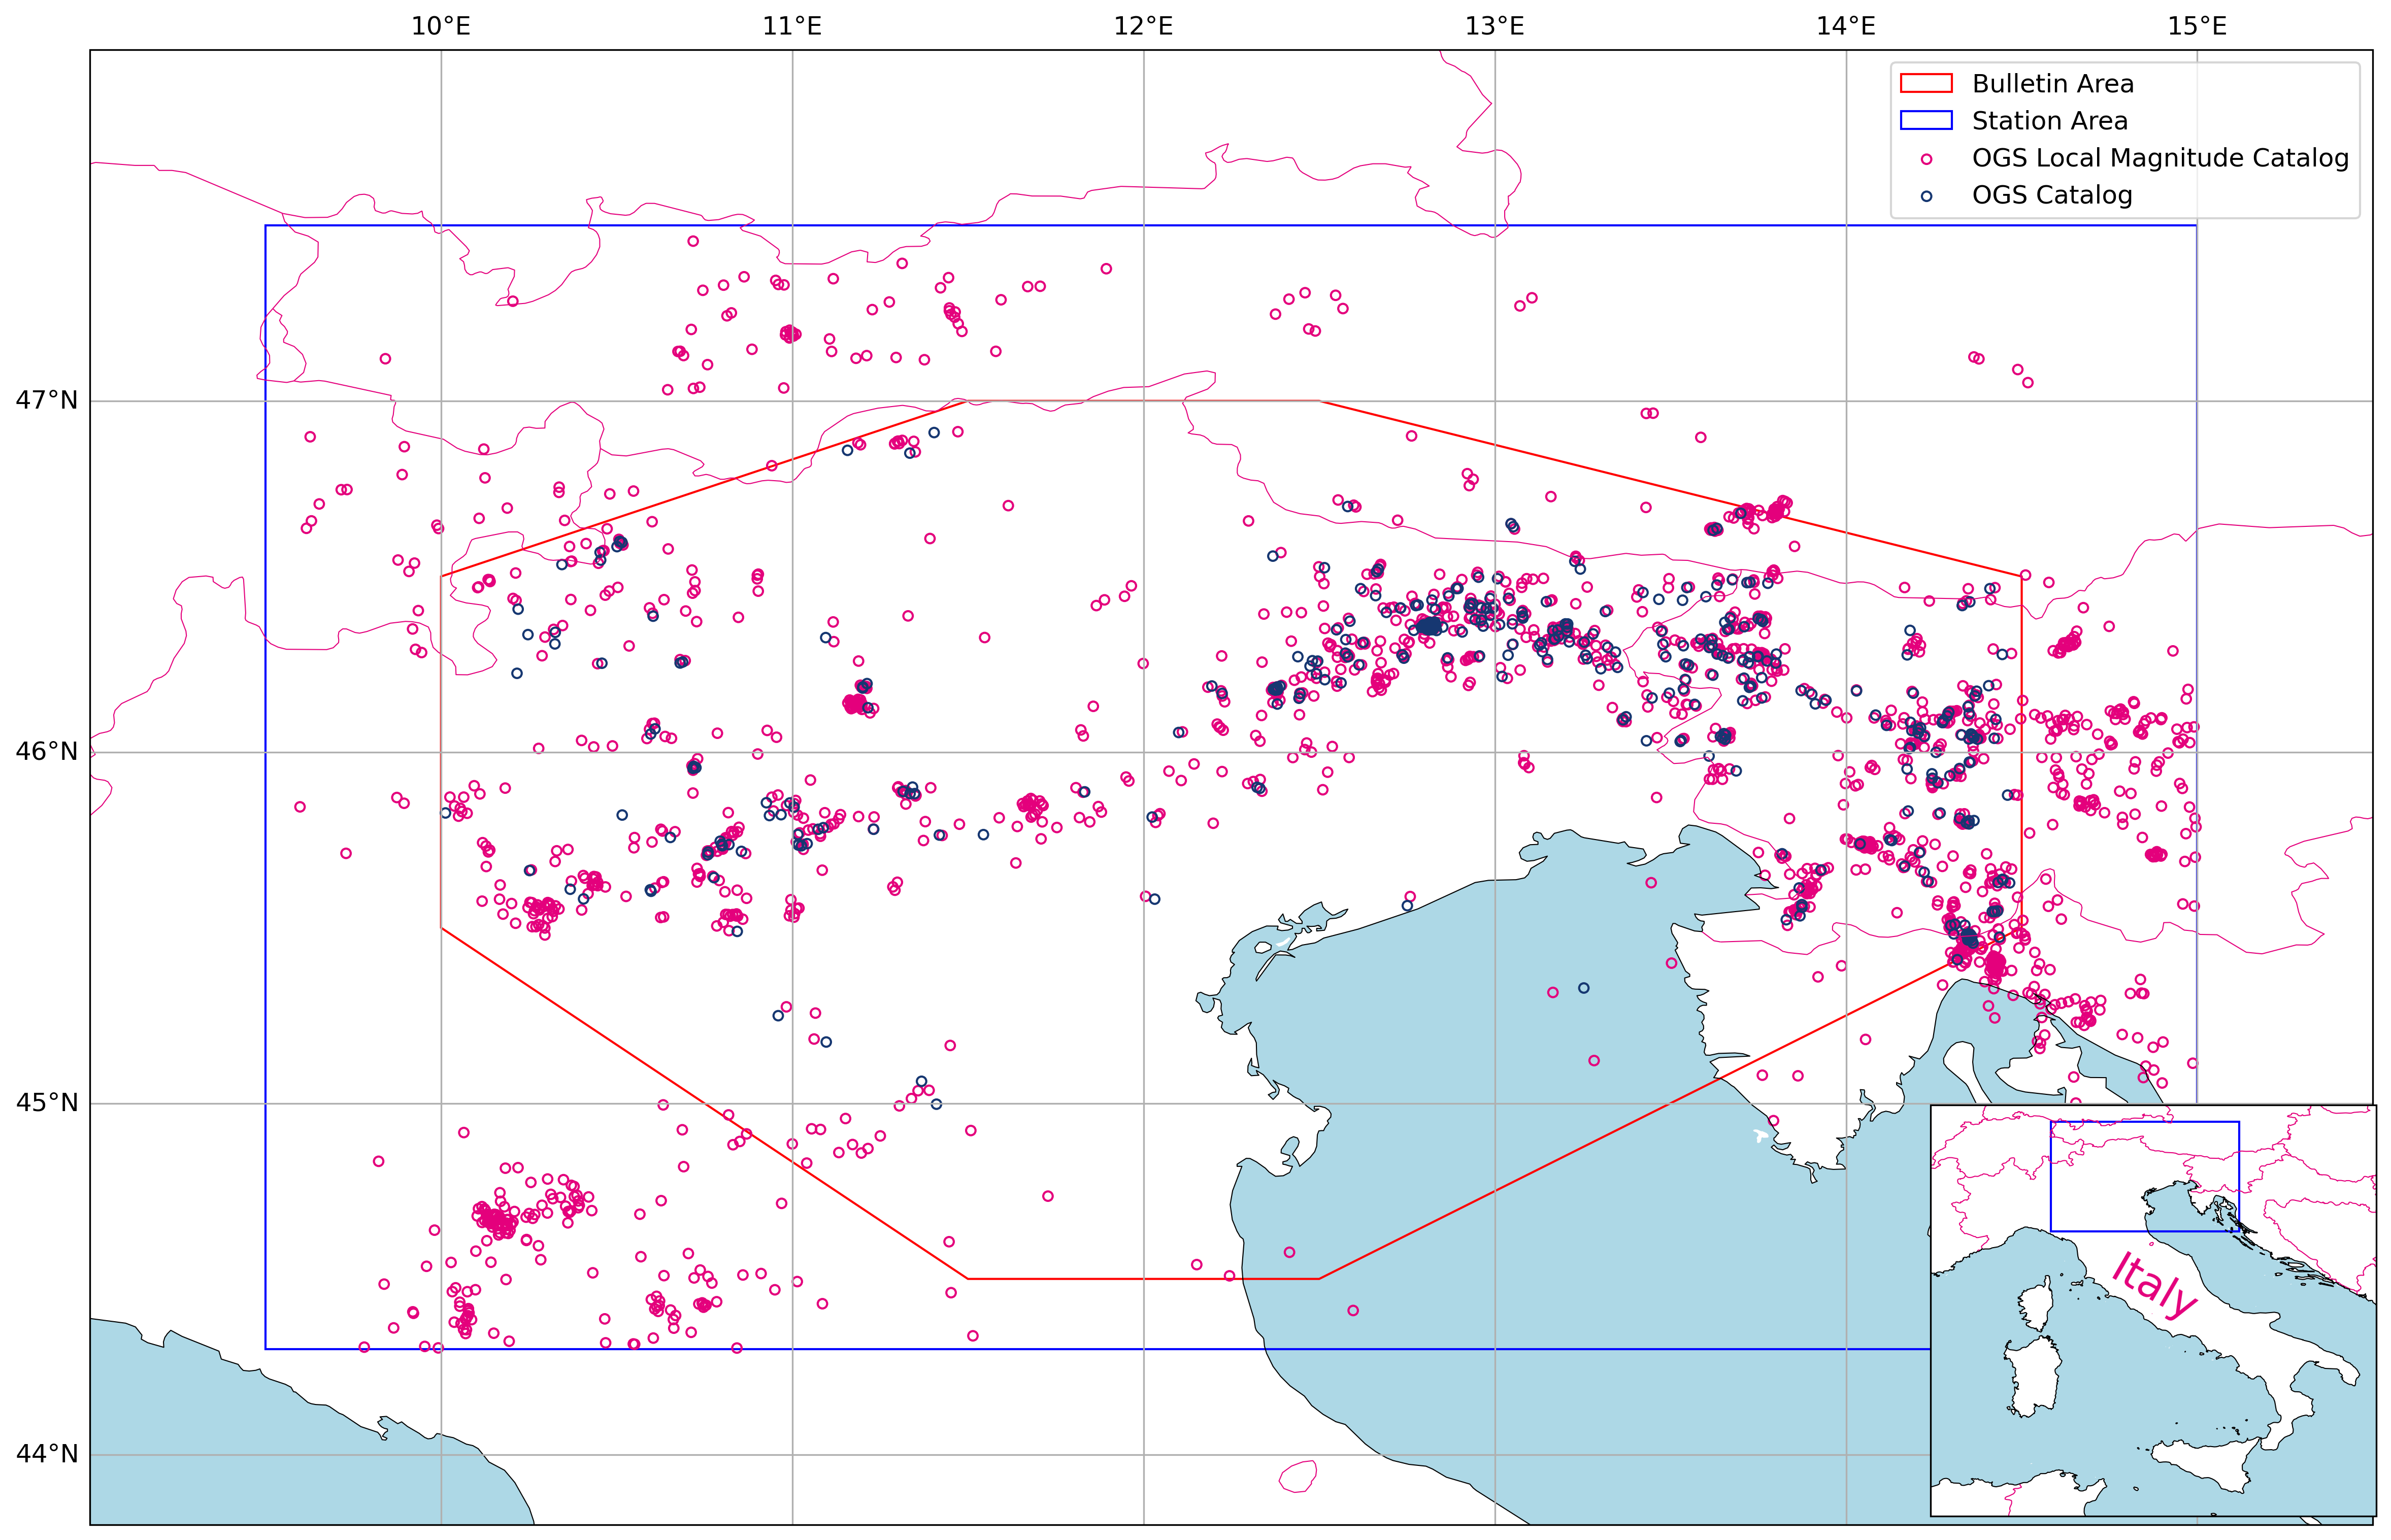 10°E 11°E 12°E 13°E 14°E 15°E
Bulletin Area
Station Area
OGS Local Magnitude Catalog
OGS Catalog
47°N
46°N
45°N
44°N
Italy